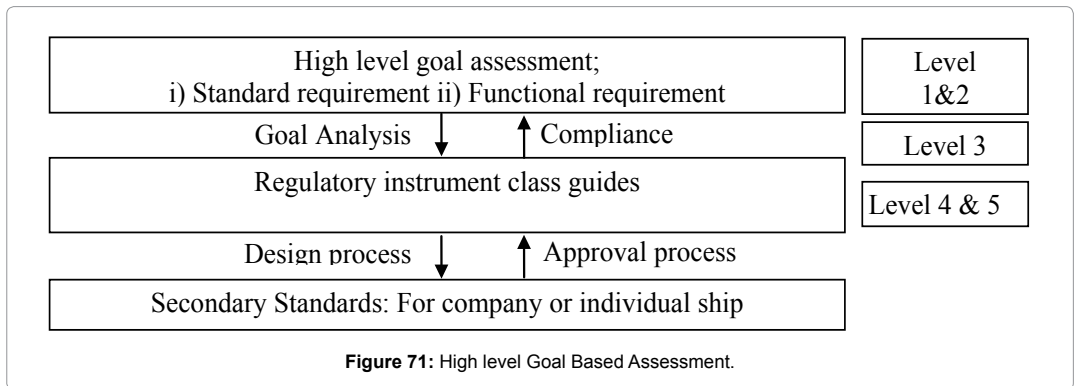 High level goal assessment;
i) Standard requirement ii) Functional requirement
Level
1&2
Goal Analysis
Compliance
Level 3
Regulatory instrument class guides
Level 4 & 5
Design process
Approval process
Secondary Standards: For company or individual ship
Figure 71: High level Goal Based Assessment.